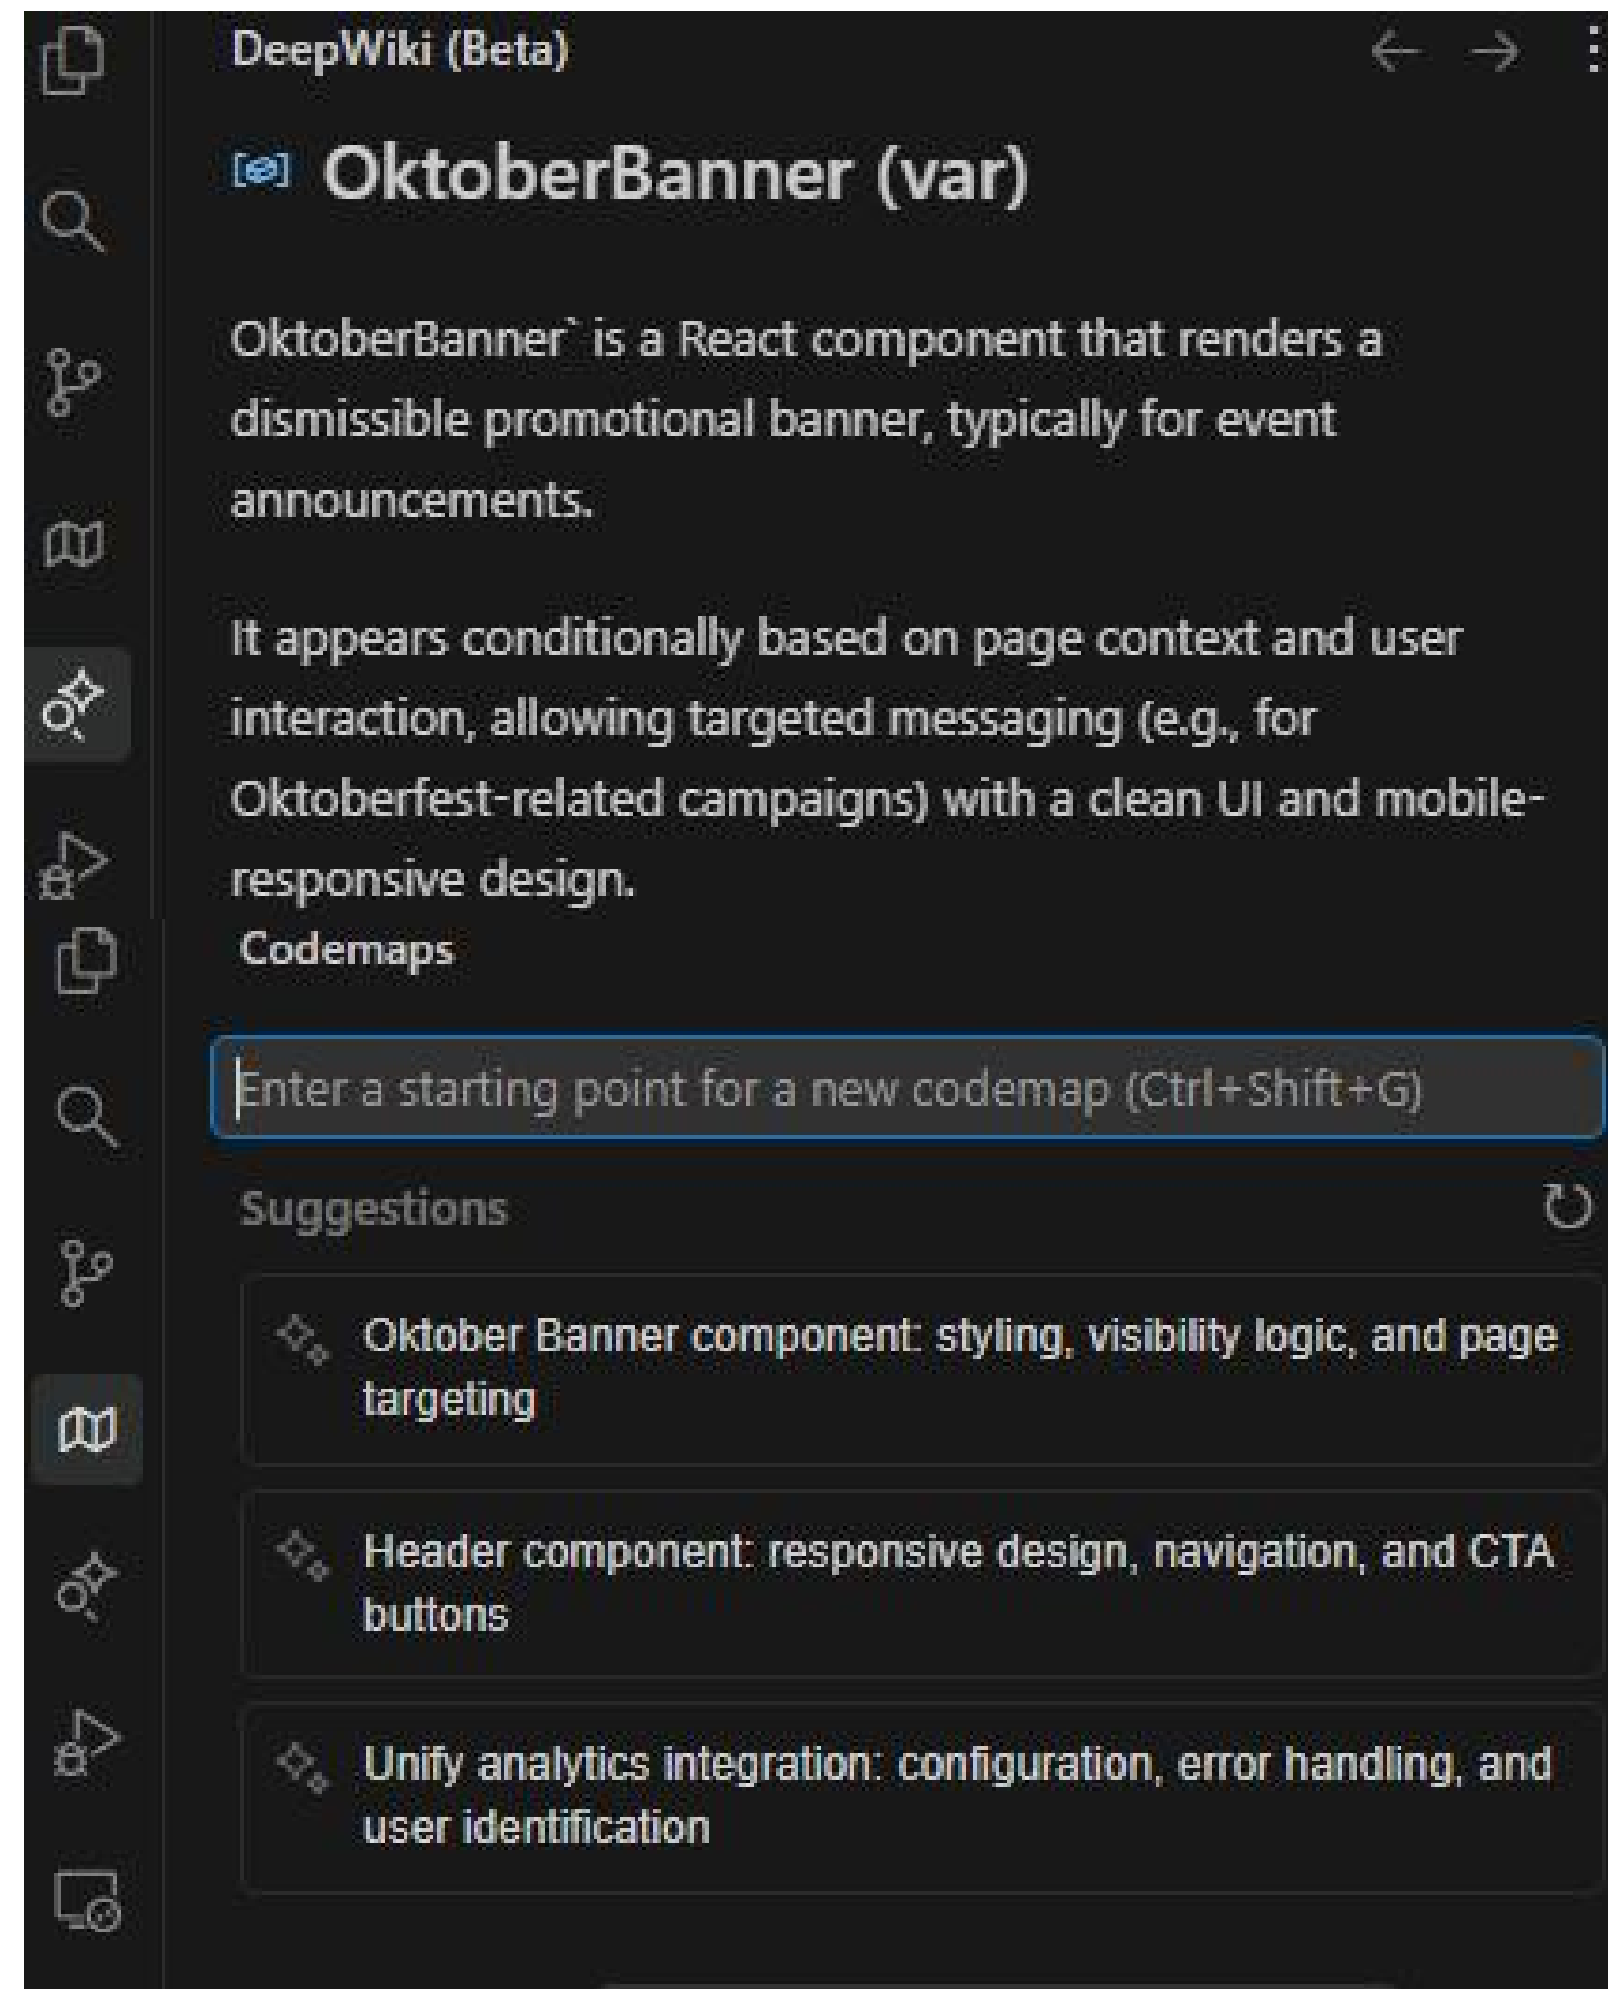 DeepWiki (Beta)
OktoberBanner (var)
OktoberBanner` is a React component that renders a
dismissible promotional banner, typically for event
announcements.
It appears conditionally based on page context and user
interaction, allowing targeted messaging (e.g., for
Oktoberfest-related campaigns) with a clean UI and mobile-
responsive design.
Codemaps
Enter a starting point for a new codemap (Ctrl+Shift+G)
Suggestions
Oktober Banner component: styling, visibility logic, and page
targeting
Header component: responsive design, navigation, and CTA
buttons
Unify analytics integration: configuration, error handling, and
user identification